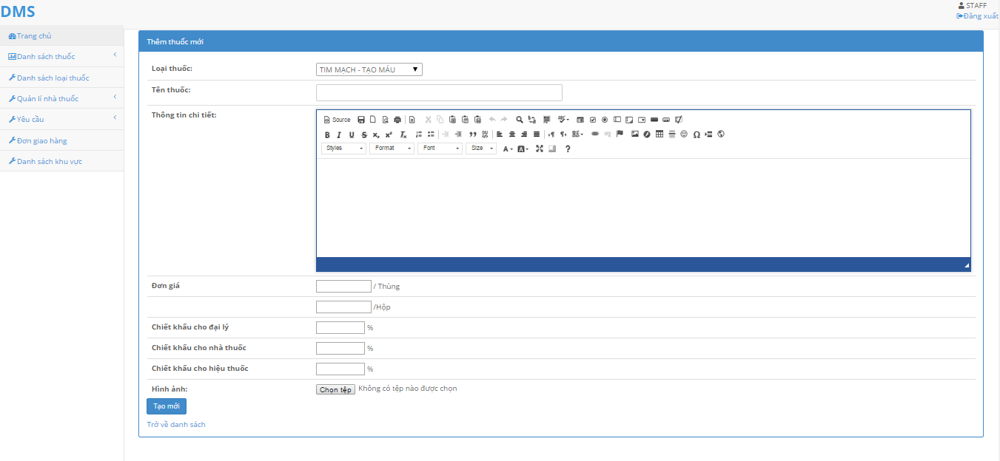 DMS
STAFF
Đăng xuất
Trang chủ
Danh sách thuốc
Danh sách loại thuốc
Quản lí nhà thuốc
Yêu cầu
Đơn giao hàng
Danh sách khu vực
Thêm thuốc mới
Loại thuốc:
TIM MẠCH - TẠO MÁU
Tên thuốc:
Thông tin chi tiết:
Source
Styles Format Font Size
Đơn giá
/ Thùng
/Hộp
Chiết khấu cho đại lý
%
Chiết khấu cho nhà thuốc
%
Chiết khấu cho hiệu thuốc
%
Hình ảnh:
Chọn tệp Không có tệp nào được chọn
Tạo mới
Trở về danh sách